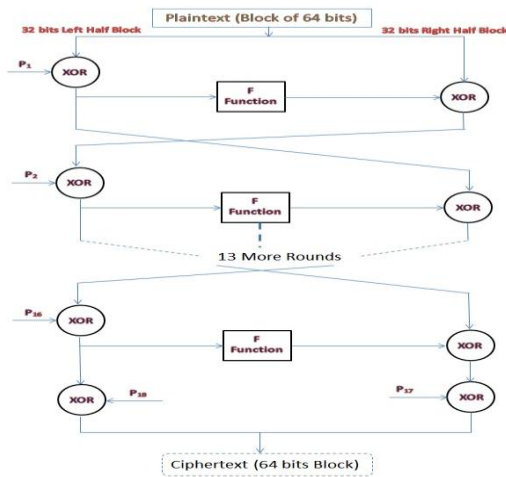 Plaintext (Block of 64 bits)
32 bits Left Half Block
32 bits Right Half Block
P1
XOR
F
Function
XOR
P2
XOR
F
Function
XOR
13 More Rounds
P16
XOR
F
Function
XOR
XOR
P18
P17
XOR
Ciphertext (64 bits Block)